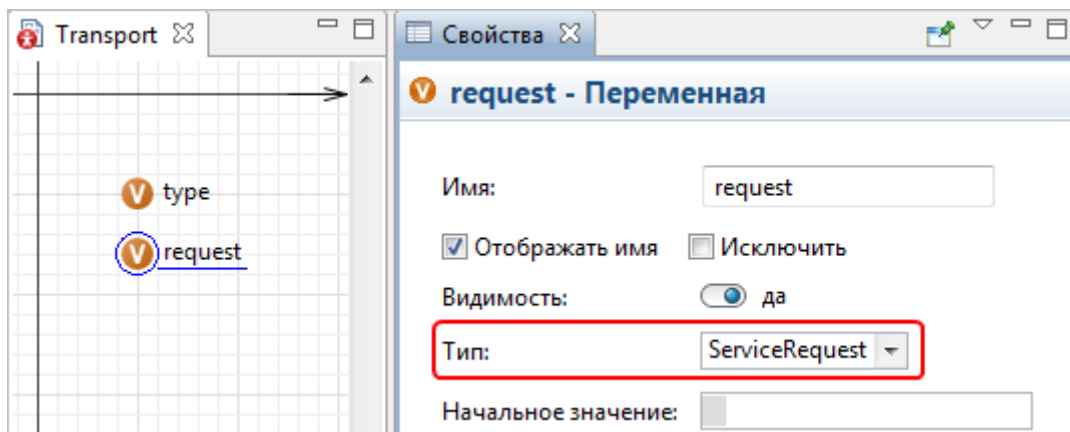 Transport
type
request
Свойства
request - Переменная
Имя: request
Отображать имя Исключить
Видимость: да
Тип: ServiceRequest
Начальное значение: